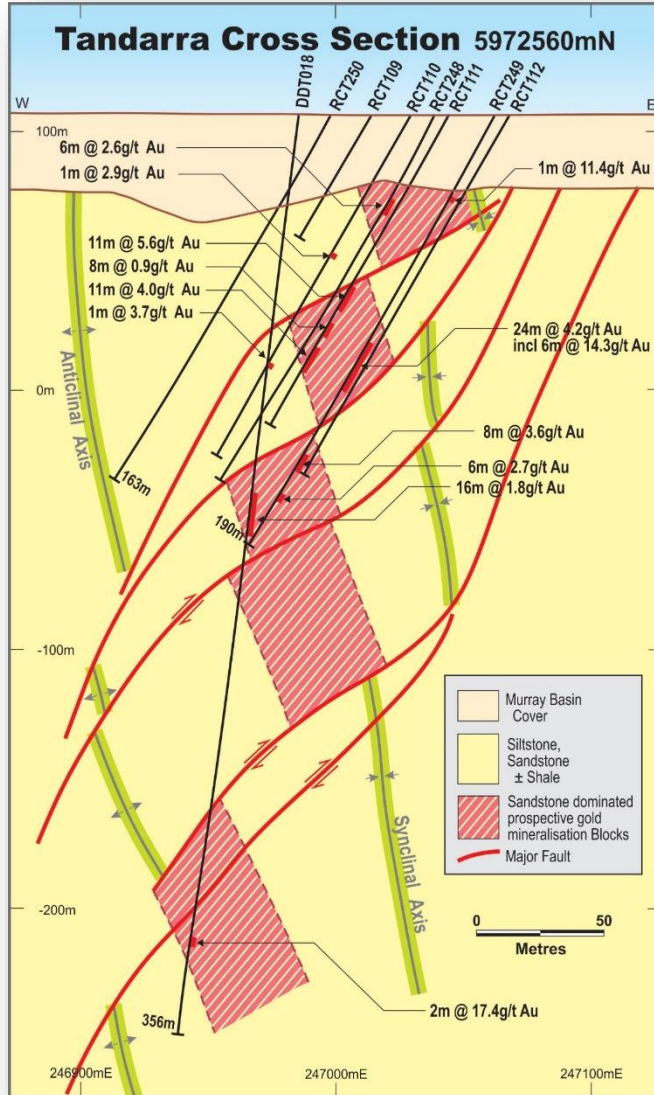 Tandarra Cross Section 5972560mN
W
E
DDT018
RCT250
RCT109
RCT110
RCT248
RCT111
RCT249
RCT112
100m
6m @ 2.6g/t Au
1m @ 2.9g/t Au
1m @ 11.4g/t Au
11m @ 5.6g/t Au
8m @ 0.9g/t Au
11m @ 4.0g/t Au
1m @ 3.7g/t Au
24m @ 4.2g/t Au
incl 6m @ 14.3g/t Au
0m
Anticlinal Axis
8m @ 3.6g/t Au
6m @ 2.7g/t Au
16m @ 1.8g/t Au
163m
190m
-100m
Murray Basin
Cover
Siltstone,
Sandstone
± Shale
Sandstone dominated
prospective gold
mineralisation Blocks
Major Fault
Synclinal Axis
-200m
0
50
Metres
2m @ 17.4g/t Au
356m
246900mE
247000mE
247100mE